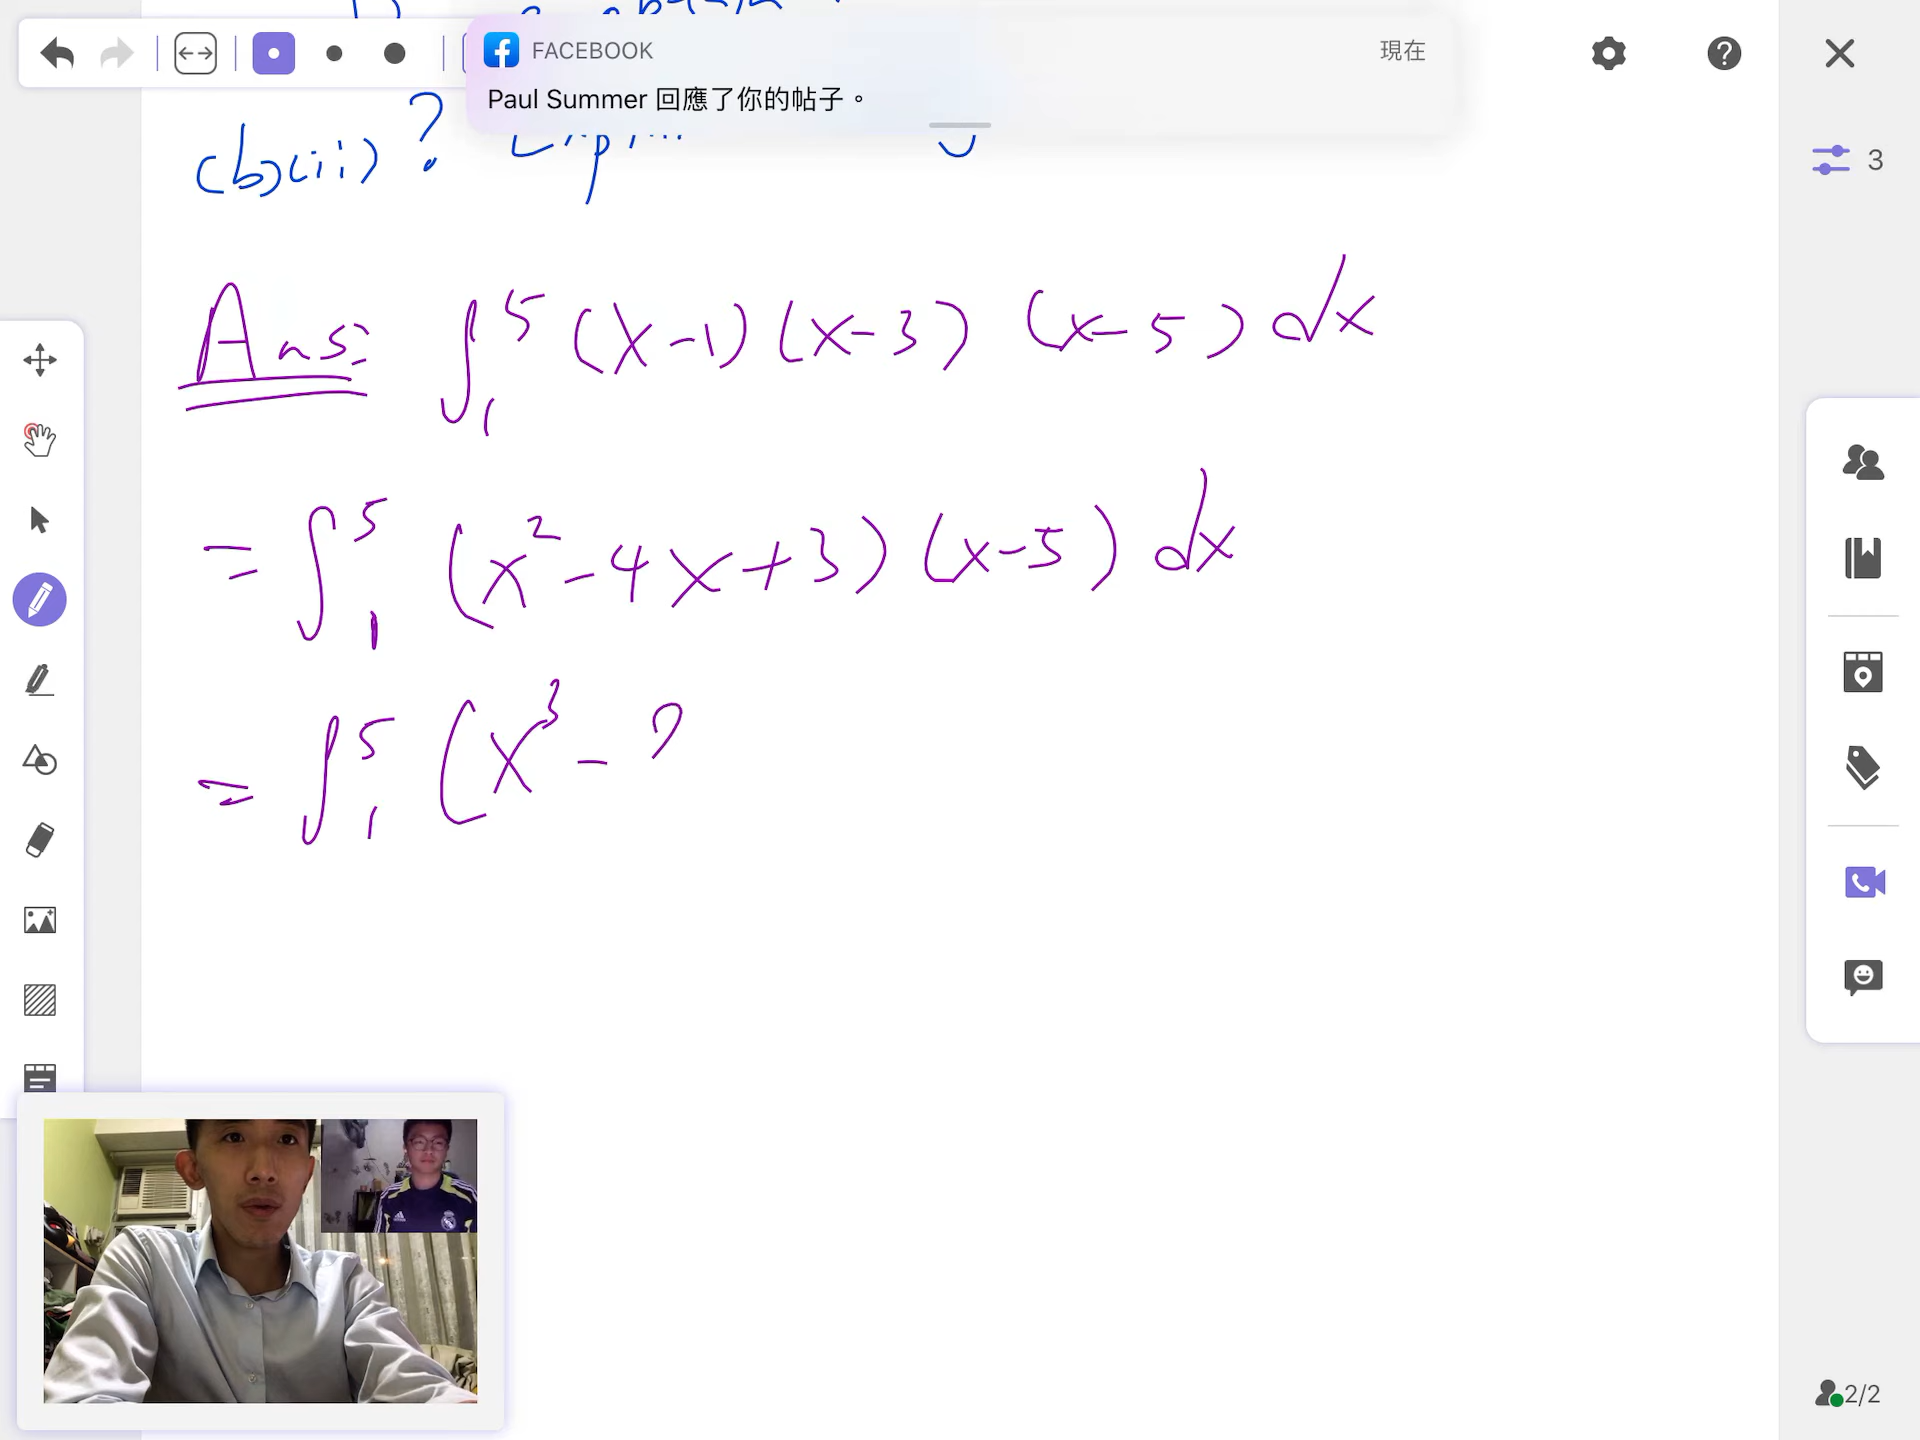 FACEBOOK 現在
Paul Summer 回應了你的帖子。
(b)(ii) ?
3
Ans: ∫₁⁵ (x-1)(x-3)(x-5)dx
= ∫₁⁵ (x²-4x+3)(x-5)dx
= ∫₁⁵ (x³-
2/2